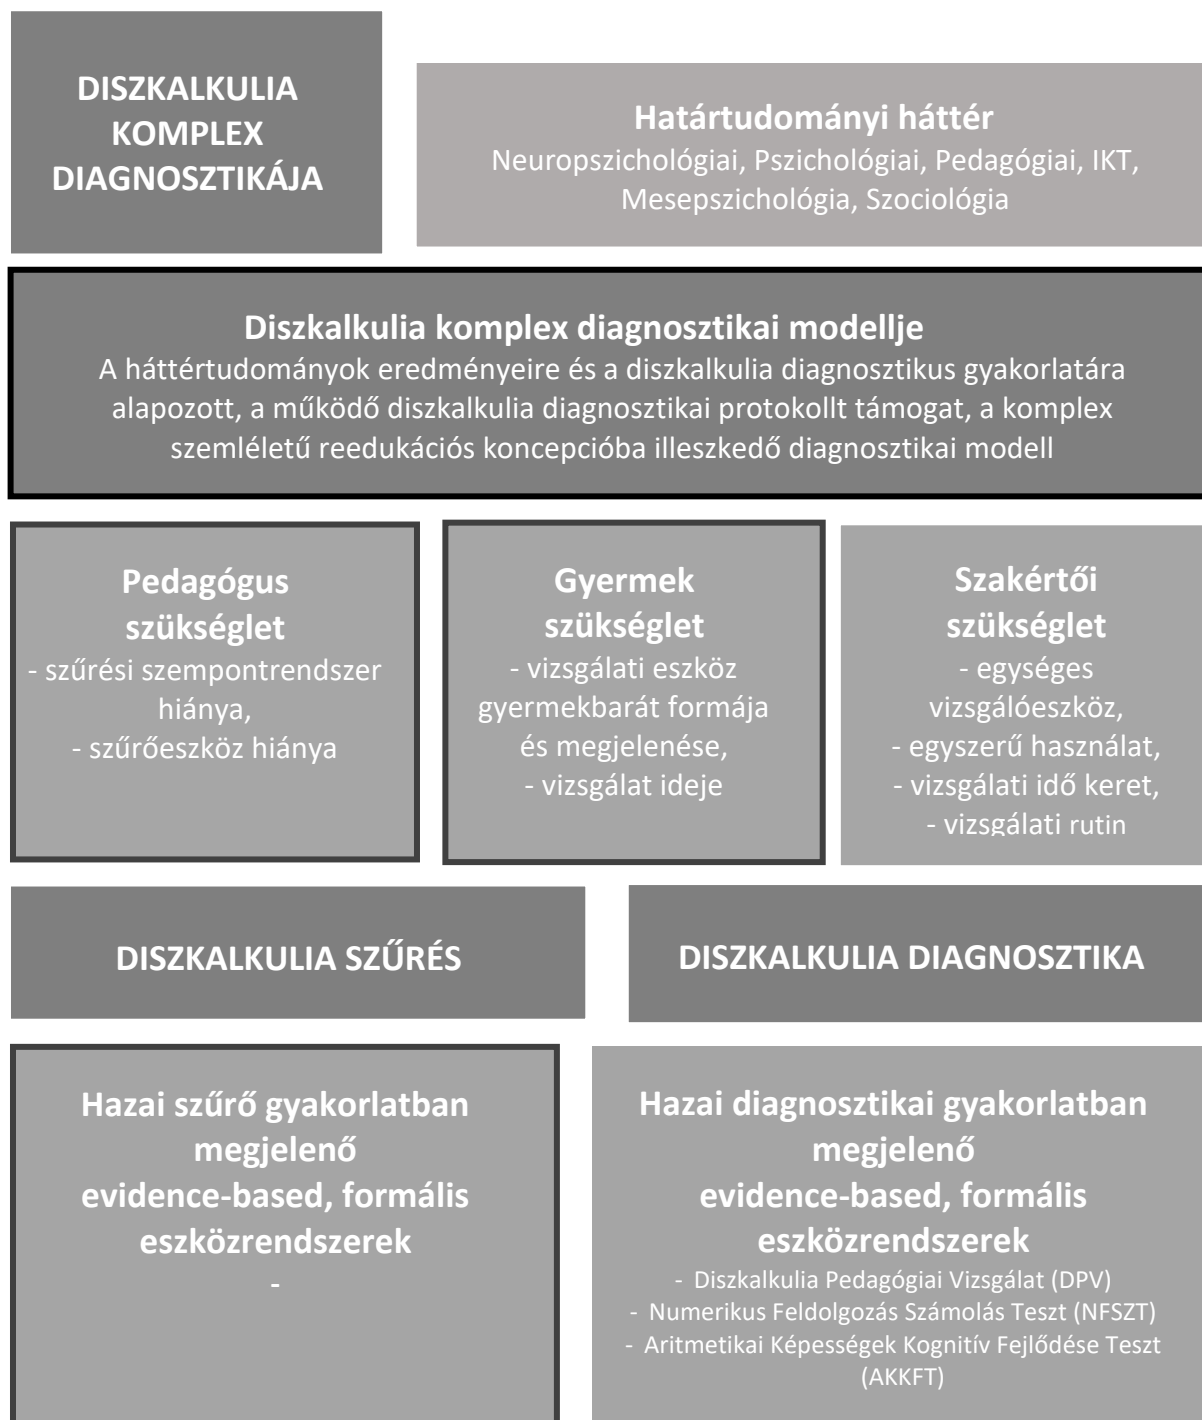 DISZKALKULIA
KOMPLEX
DIAGNOSZTIKÁJA
Határtudományi háttér
Neuropszichológiai, Pszichológiai, Pedagógiai, IKT,
Mesepszichológia, Szociológia
Diszkalkulia komplex diagnosztikai modellje
A háttértudományok eredményeire és a diszkalkulia diagnosztikus gyakorlatára
alapozott, a működő diszkalkulia diagnosztikai protokollt támogat, a komplex
szemléletű reedukációs koncepcióba illeszkedő diagnosztikai modell
Pedagógus
szükséglet
- szűrési szempontrendszer
hiánya,
- szűrőeszköz hiánya
Gyermek
szükséglet
- vizsgálati eszköz
gyermekbarát formája
és megjelenése,
- vizsgálat ideje
Szakértői
szükséglet
- egységes
vizsgálóeszköz,
- egyszerű használat,
- vizsgálati idő keret,
- vizsgálati rutin
DISZKALKULIA SZŰRÉS
DISZKALKULIA DIAGNOSZTIKA
Hazai szűrő gyakorlatban
megjelenő
evidence-based, formális
eszközrendszerek
-
Hazai diagnosztikai gyakorlatban
megjelenő
evidence-based, formális
eszközrendszerek
- Diszkalkulia Pedagógiai Vizsgálat (DPV)
- Numerikus Feldolgozás Számolás Teszt (NFSZT)
- Aritmetikai Képességek Kognitív Fejlődése Teszt
(AKKFT)